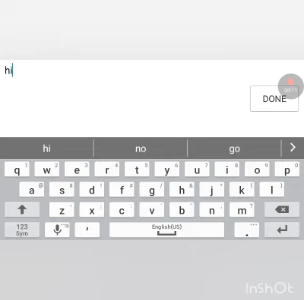 hi
DONE
hi no go
q w e r t y u i o p
a s d f g h j k l
z x c v b n m
123
Sym
English(US)
InShOt